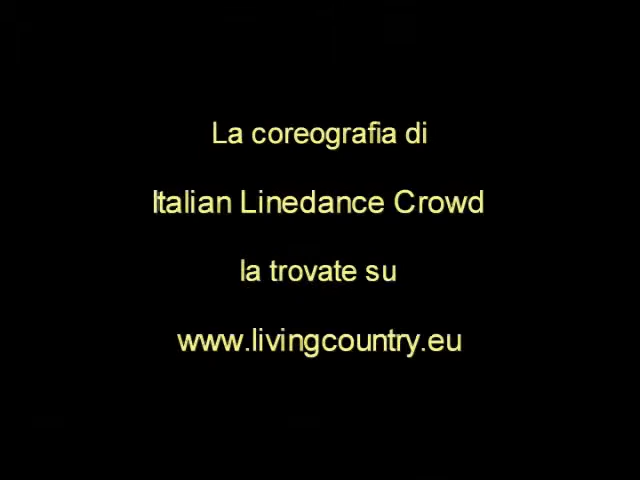 La coreografia di
Italian Linedance Crowd
la trovate su
www.livingcountry.eu